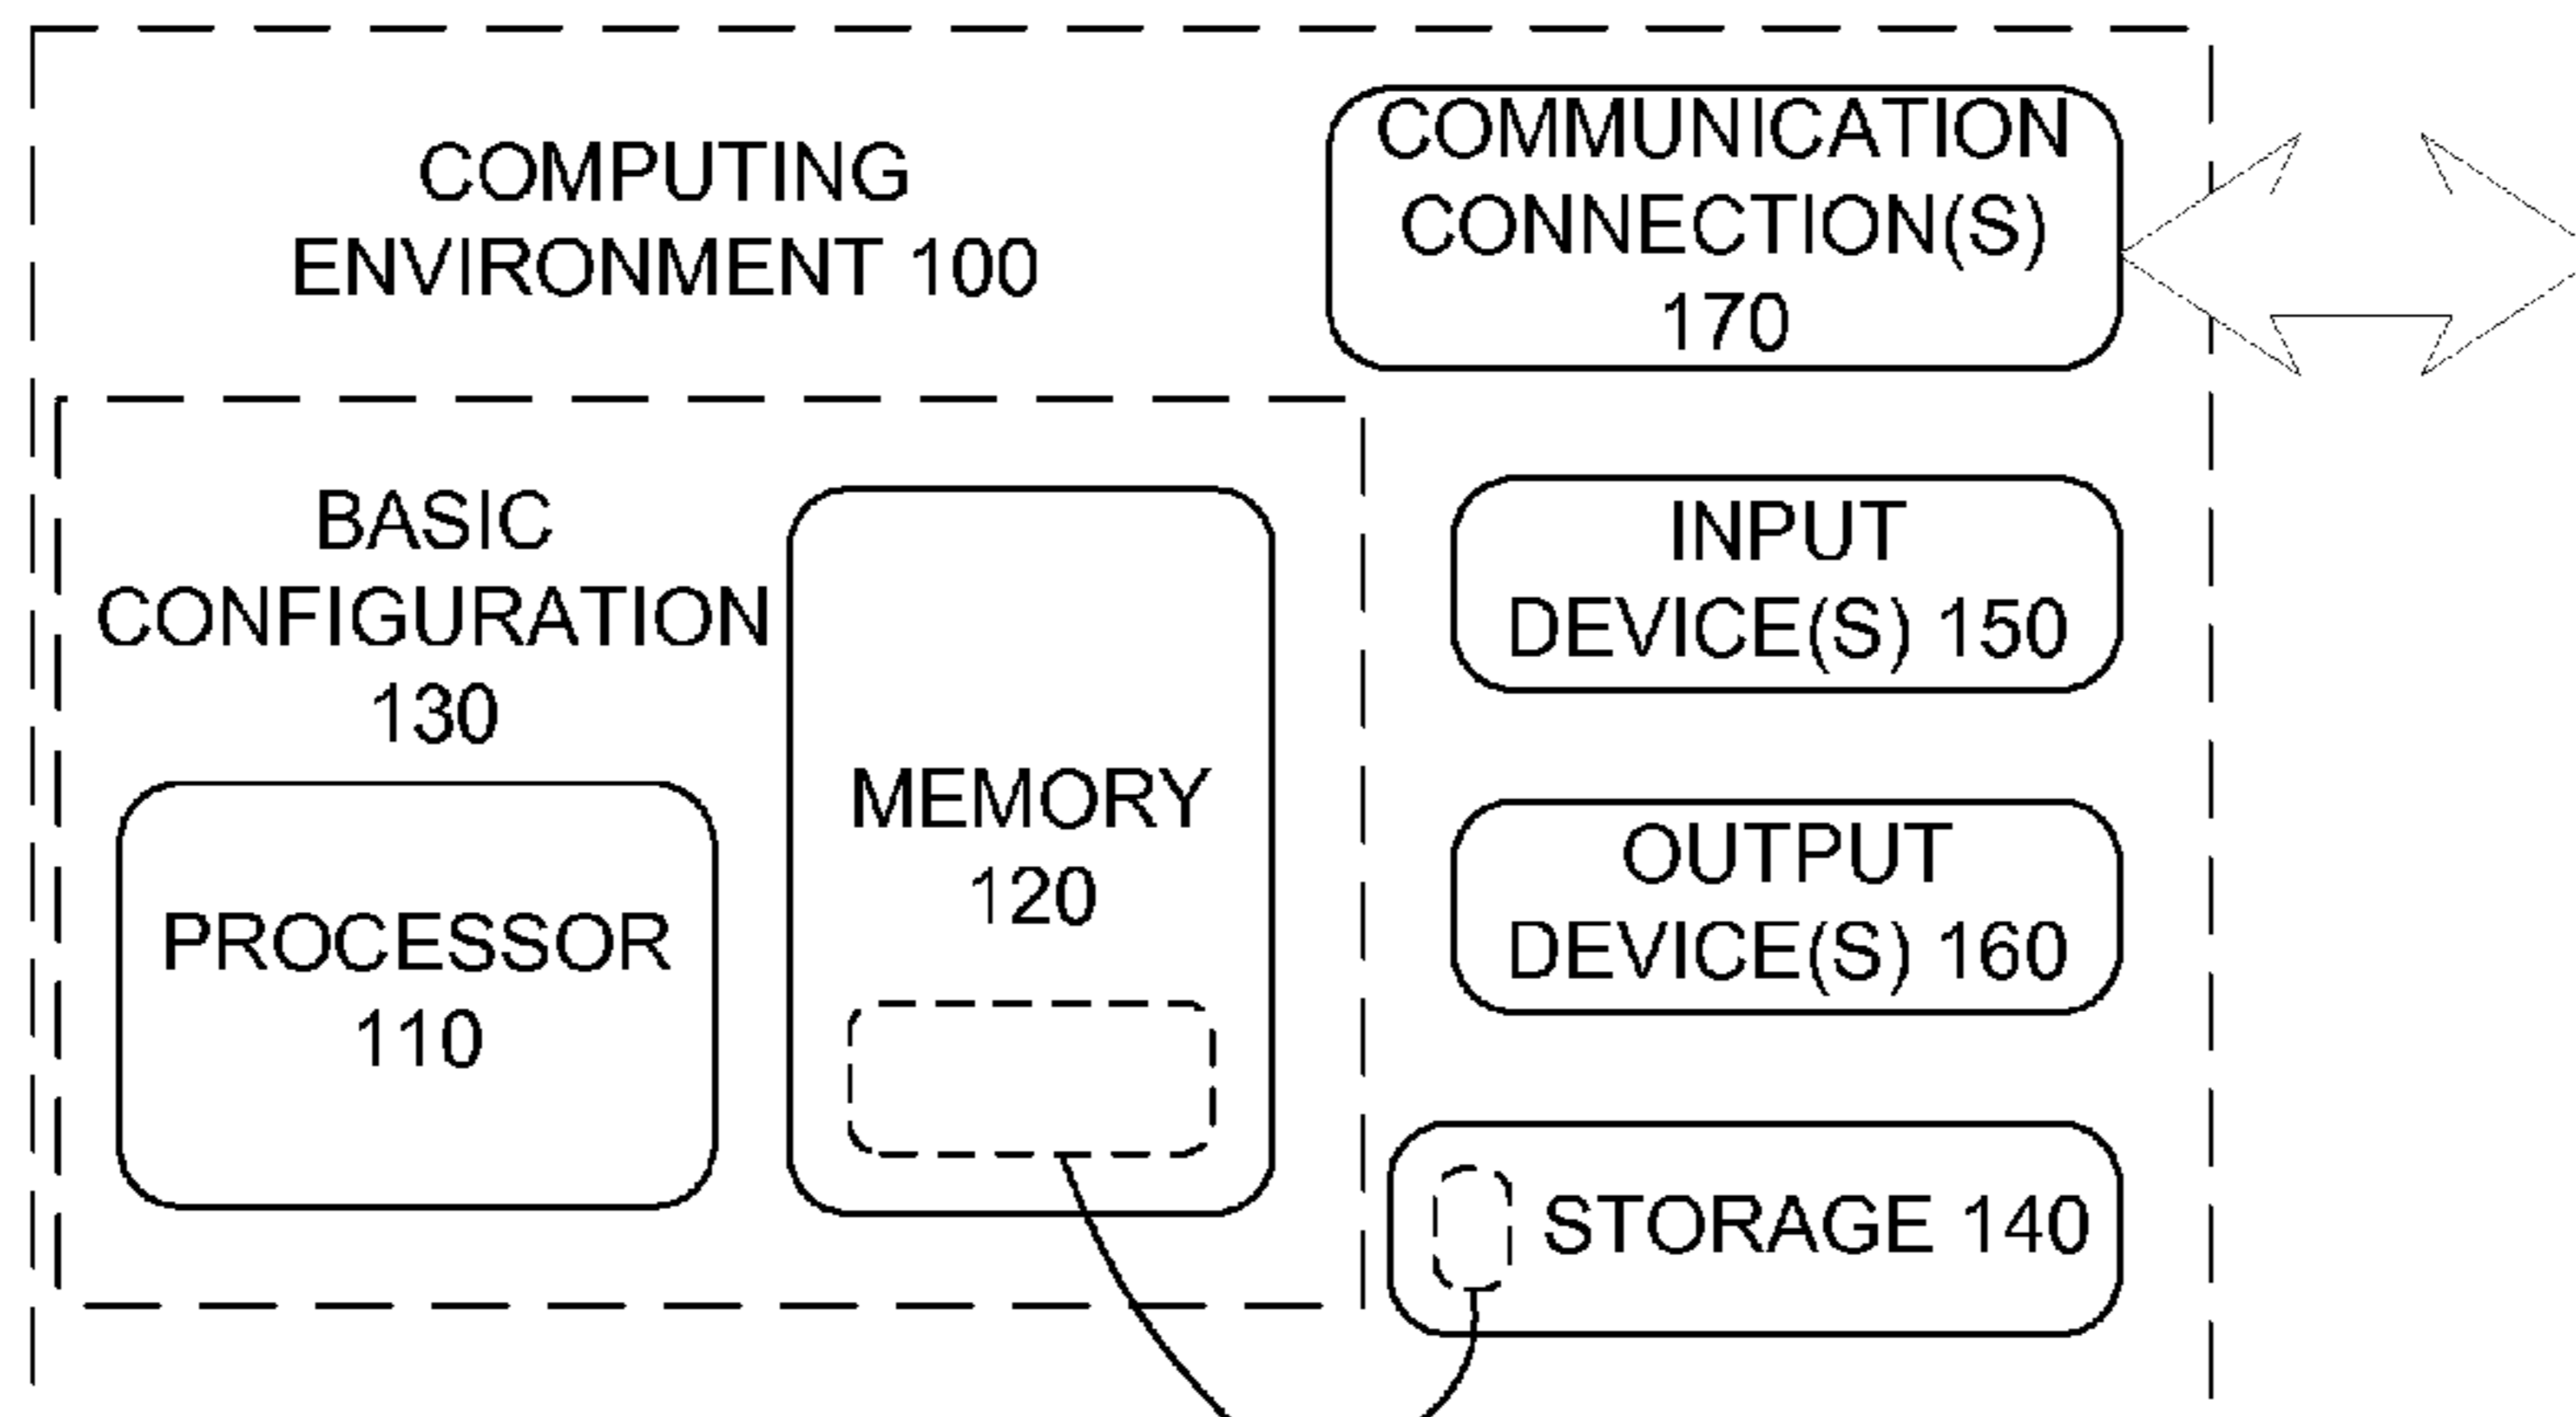 COMPUTING
ENVIRONMENT 100
COMMUNICATION
CONNECTION(S)
170
BASIC
CONFIGURATION
130
PROCESSOR
110
MEMORY
120
INPUT
DEVICE(S) 150
OUTPUT
DEVICE(S) 160
STORAGE 140